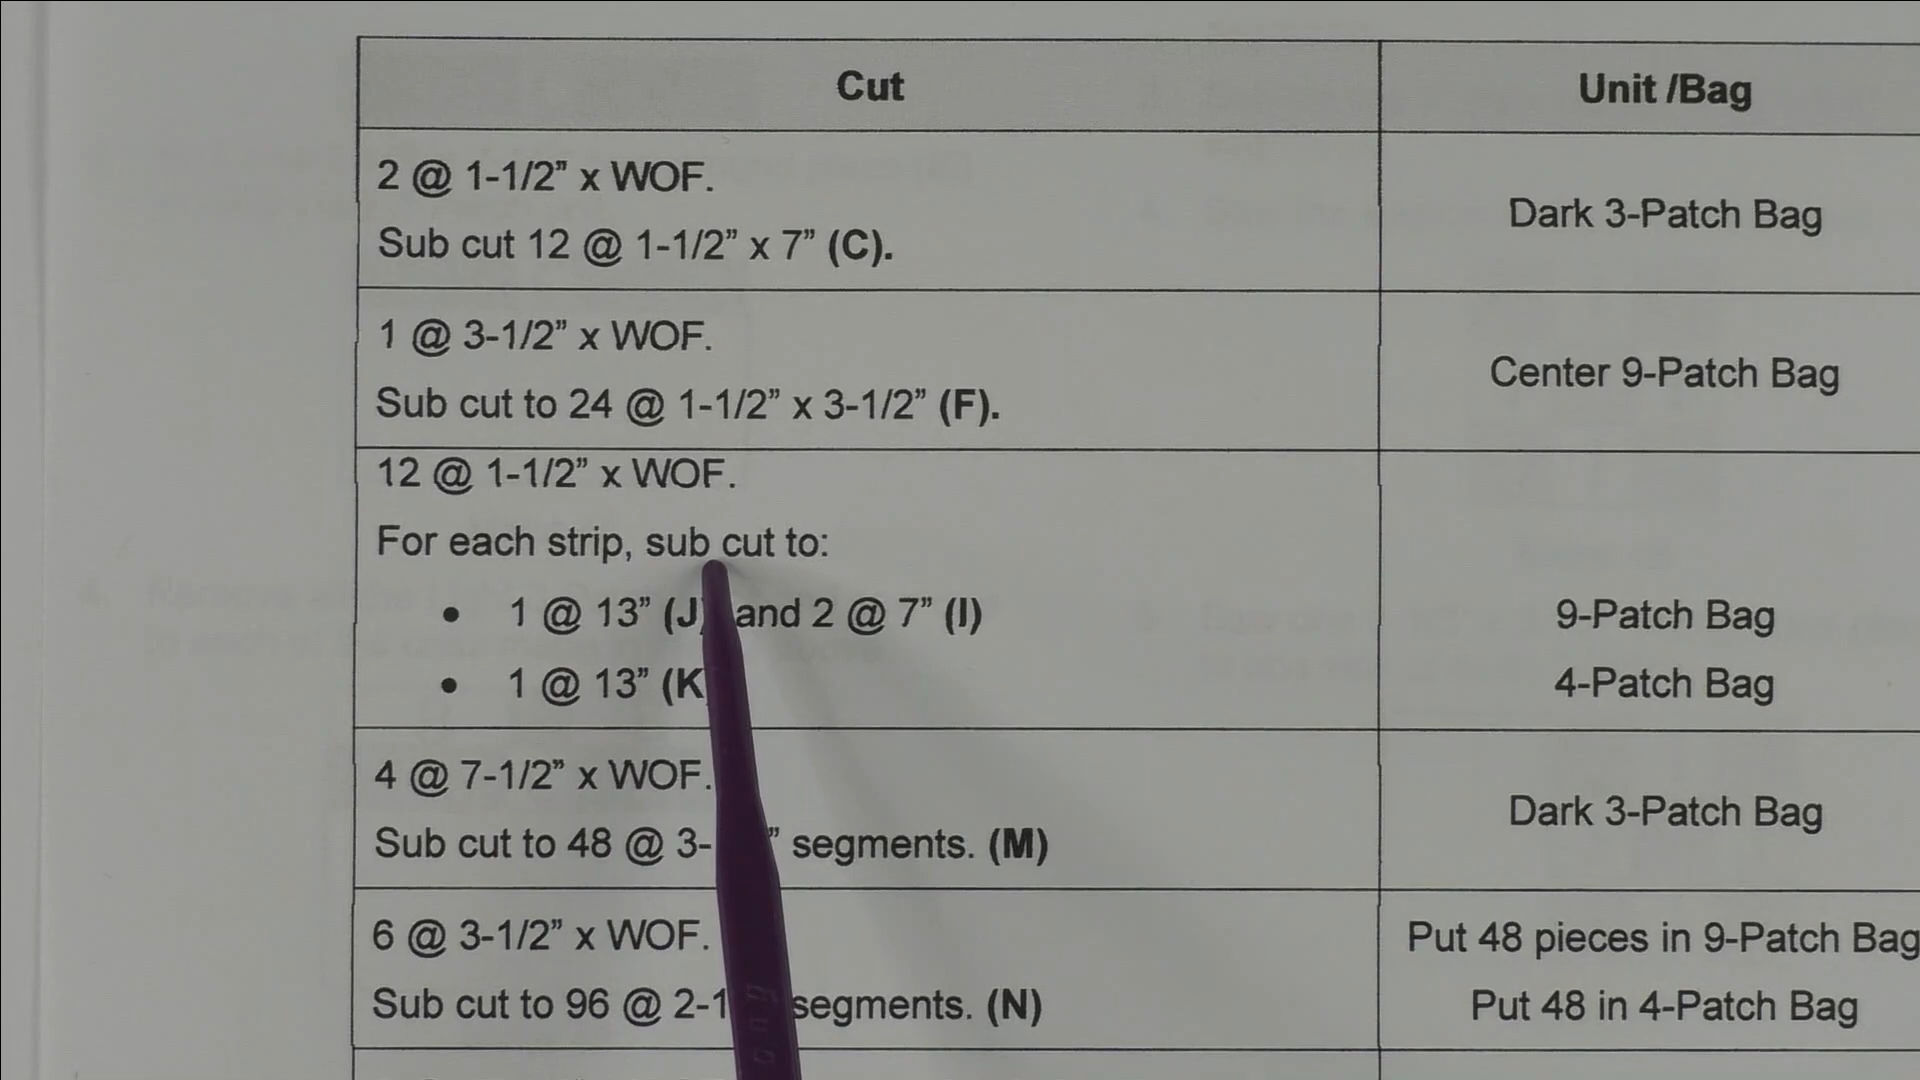 Cut
Unit /Bag
2 @ 1-1/2” x WOF.
Sub cut 12 @ 1-1/2” x 7” (C).
Dark 3-Patch Bag
1 @ 3-1/2” x WOF.
Sub cut to 24 @ 1-1/2” x 3-1/2” (F).
Center 9-Patch Bag
12 @ 1-1/2” x WOF.
For each strip, sub cut to:
• 1 @ 13” (J) and 2 @ 7” (I)
9-Patch Bag
• 1 @ 13” (K
4-Patch Bag
4 @ 7-1/2” x WOF.
Sub cut to 48 @ 3- ” segments. (M)
Dark 3-Patch Bag
6 @ 3-1/2” x WOF.
Sub cut to 96 @ 2-1 segments. (N)
Put 48 pieces in 9-Patch Bag
Put 48 in 4-Patch Bag